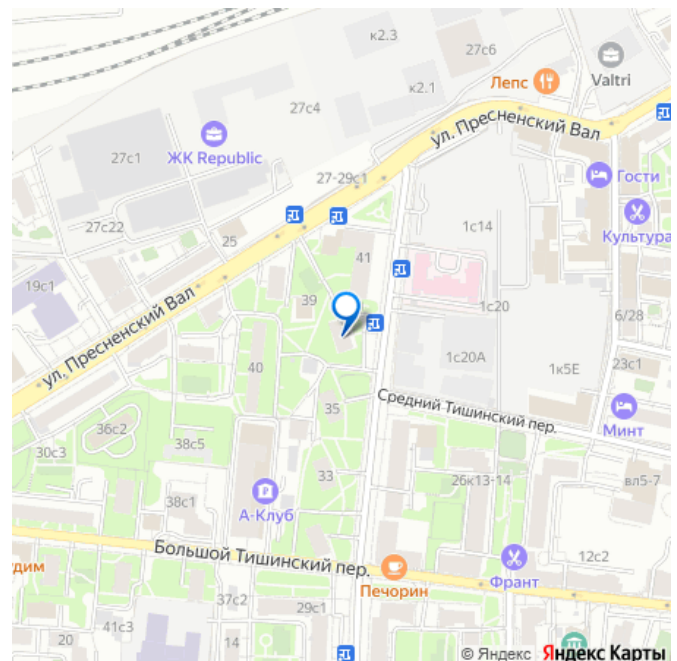 к2.3
27с6
Лепс
Valtri
к2.1
27с4
ул. Пресненский Вал
ЖК Republic
27с1
Гости
27-29с1
27с22
1с14
Культура
25
41
19с1
39
1с20
6/28
ул. Пресненский Вал
40
1с20А
1к5Е
23с1
35
Средний Тишинский пер.
36с2
Минт
30с3
38с5
33
26к13-14
вл5-7
38с1
А-Клуб
Большой Тишинский пер.
12с2
удим
Печорин
Франт
37с2
29с1
41с3
20
14
© Яндекс Яндекс Карты